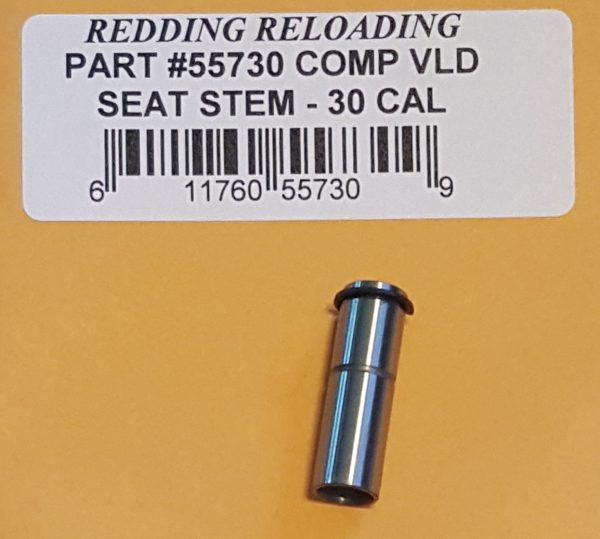 REDDING RELOADING
PART #55730 COMP VLD
SEAT STEM - 30 CAL
6 11760 55730 9